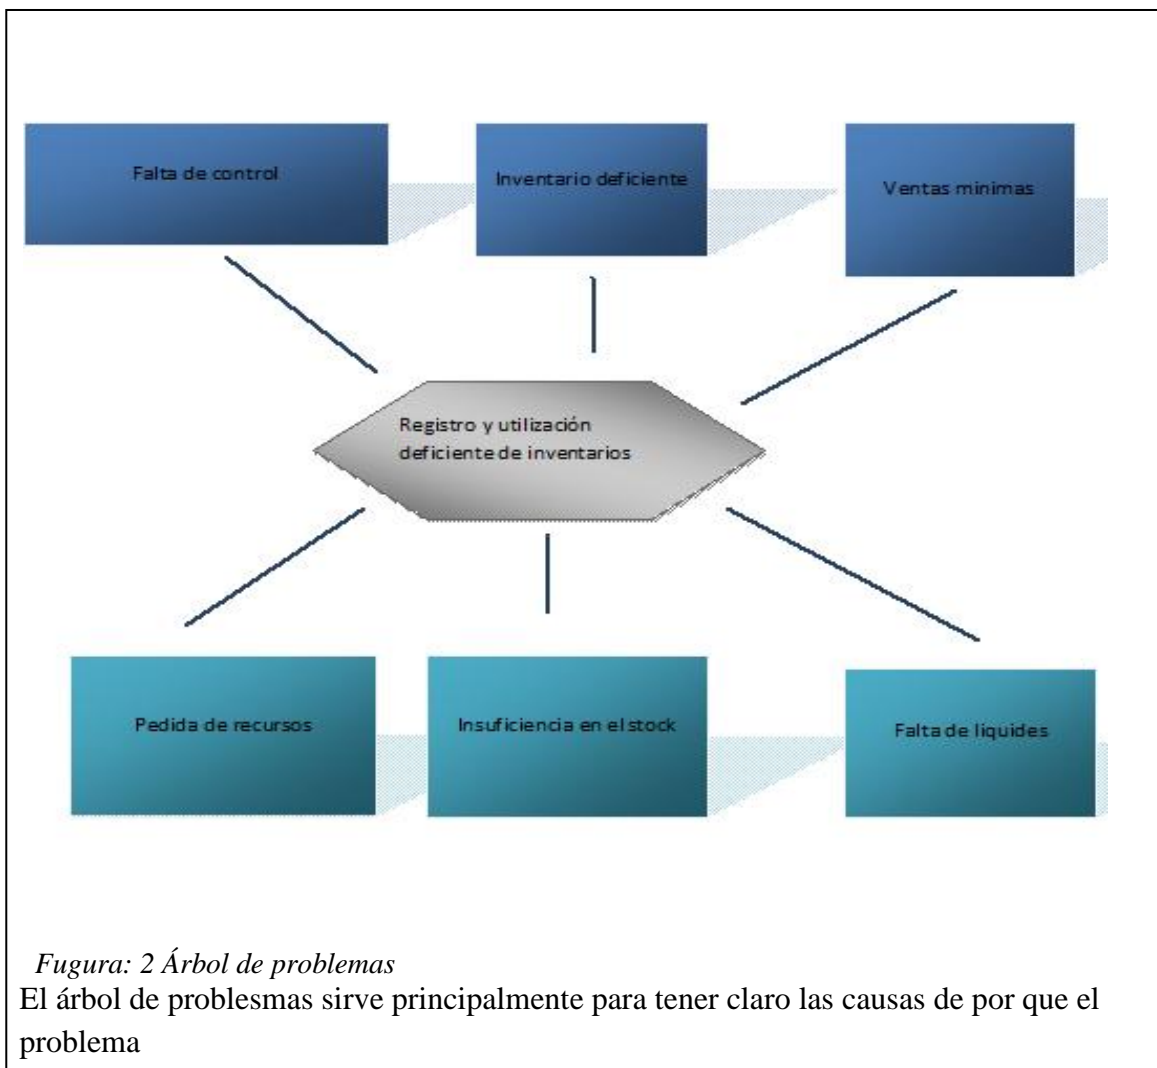 Falta de control
Inventario deficiente
Ventas minimas
Registro y utilización
deficiente de inventarios
Pedida de recursos
Insuficiencia en el stock
Falta de liquides
Fugura: 2 Árbol de problemas
El árbol de problesmas sirve principalmente para tener claro las causas de por que el
problema